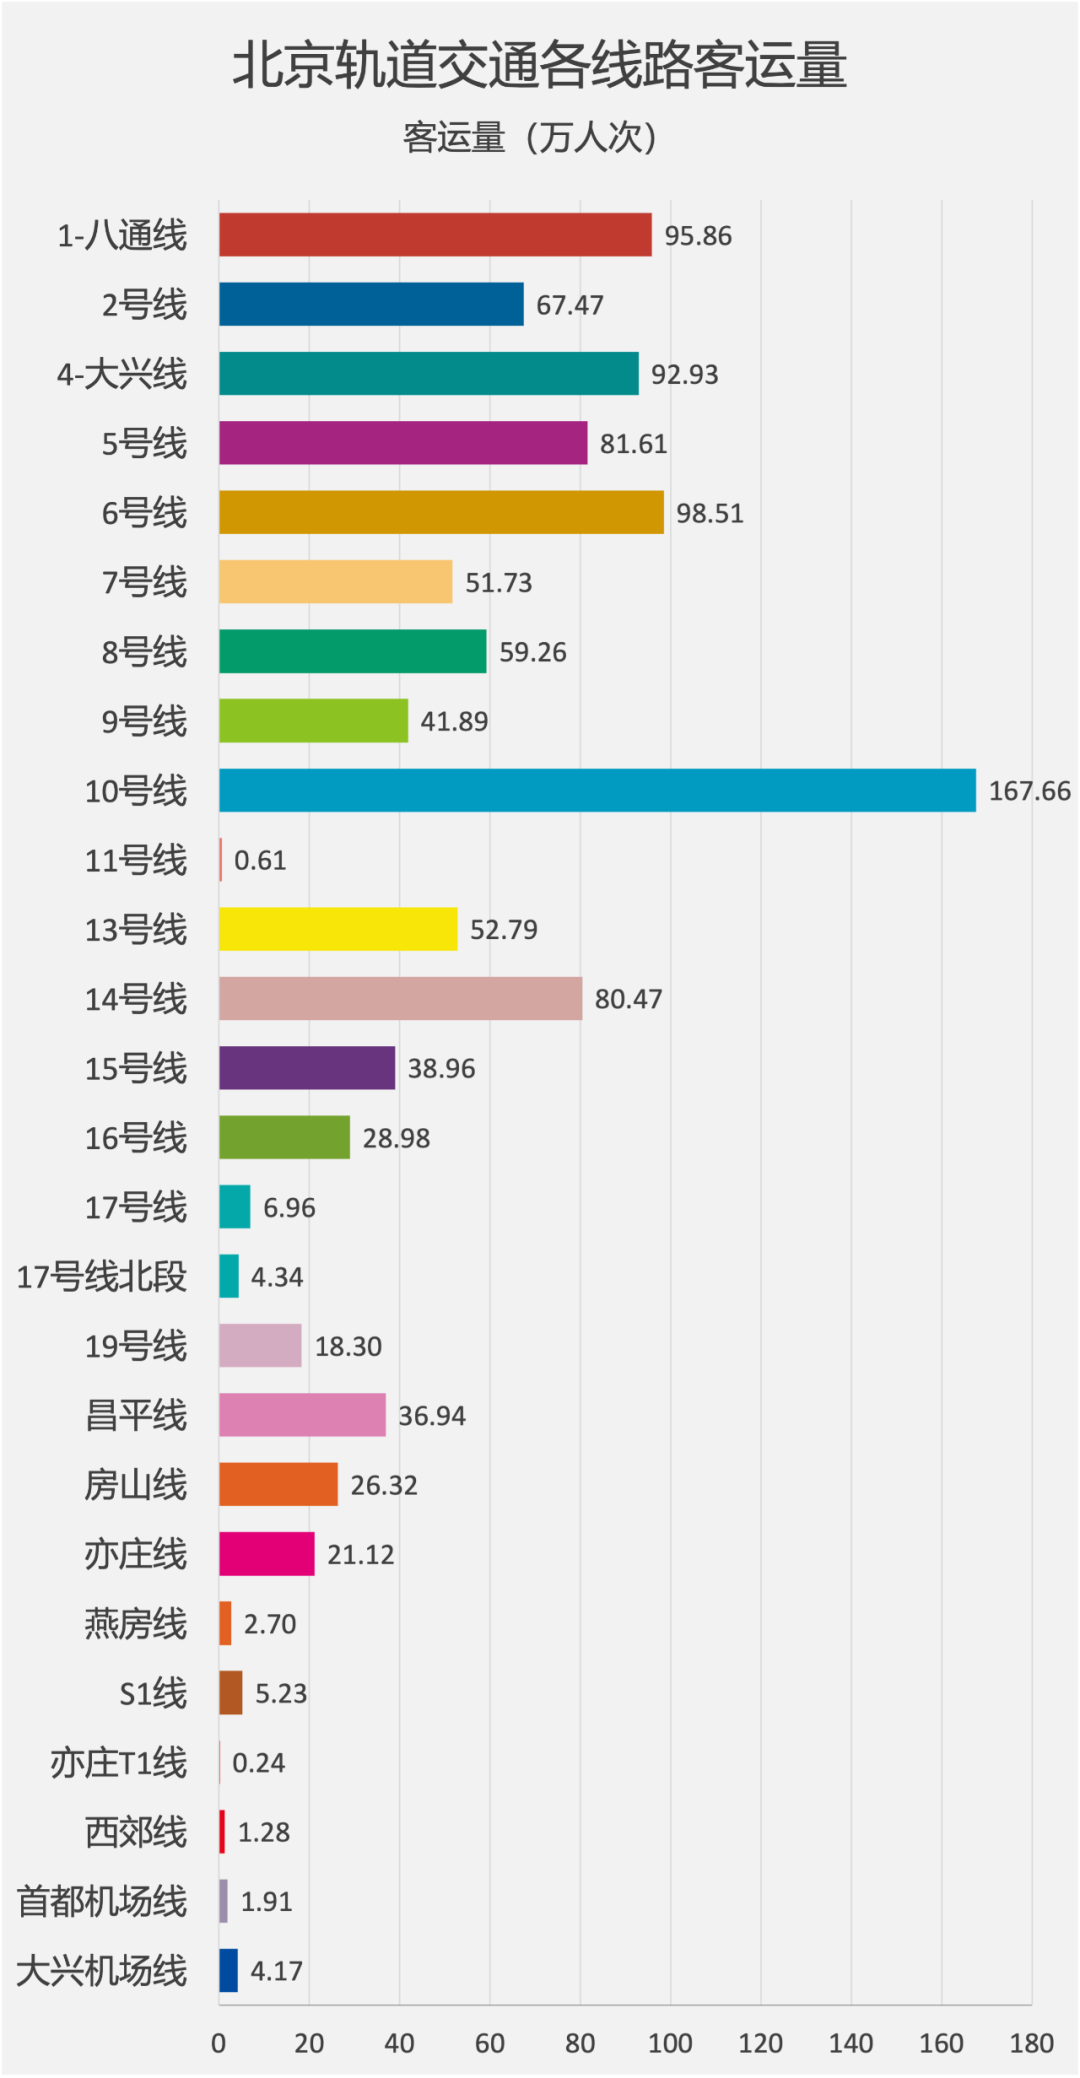 北京轨道交通各线路客运量
客运量（万人次）
1-八通线 95.86
2号线 67.47
4-大兴线 92.93
5号线 81.61
6号线 98.51
7号线 51.73
8号线 59.26
9号线 41.89
10号线 167.66
11号线 0.61
13号线 52.79
14号线 80.47
15号线 38.96
16号线 28.98
17号线 6.96
17号线北段 4.34
19号线 18.30
昌平线 36.94
房山线 26.32
亦庄线 21.12
燕房线 2.70
S1线 5.23
亦庄T1线 0.24
西郊线 1.28
首都机场线 1.91
大兴机场线 4.17
0 20 40 60 80 100 120 140 160 180